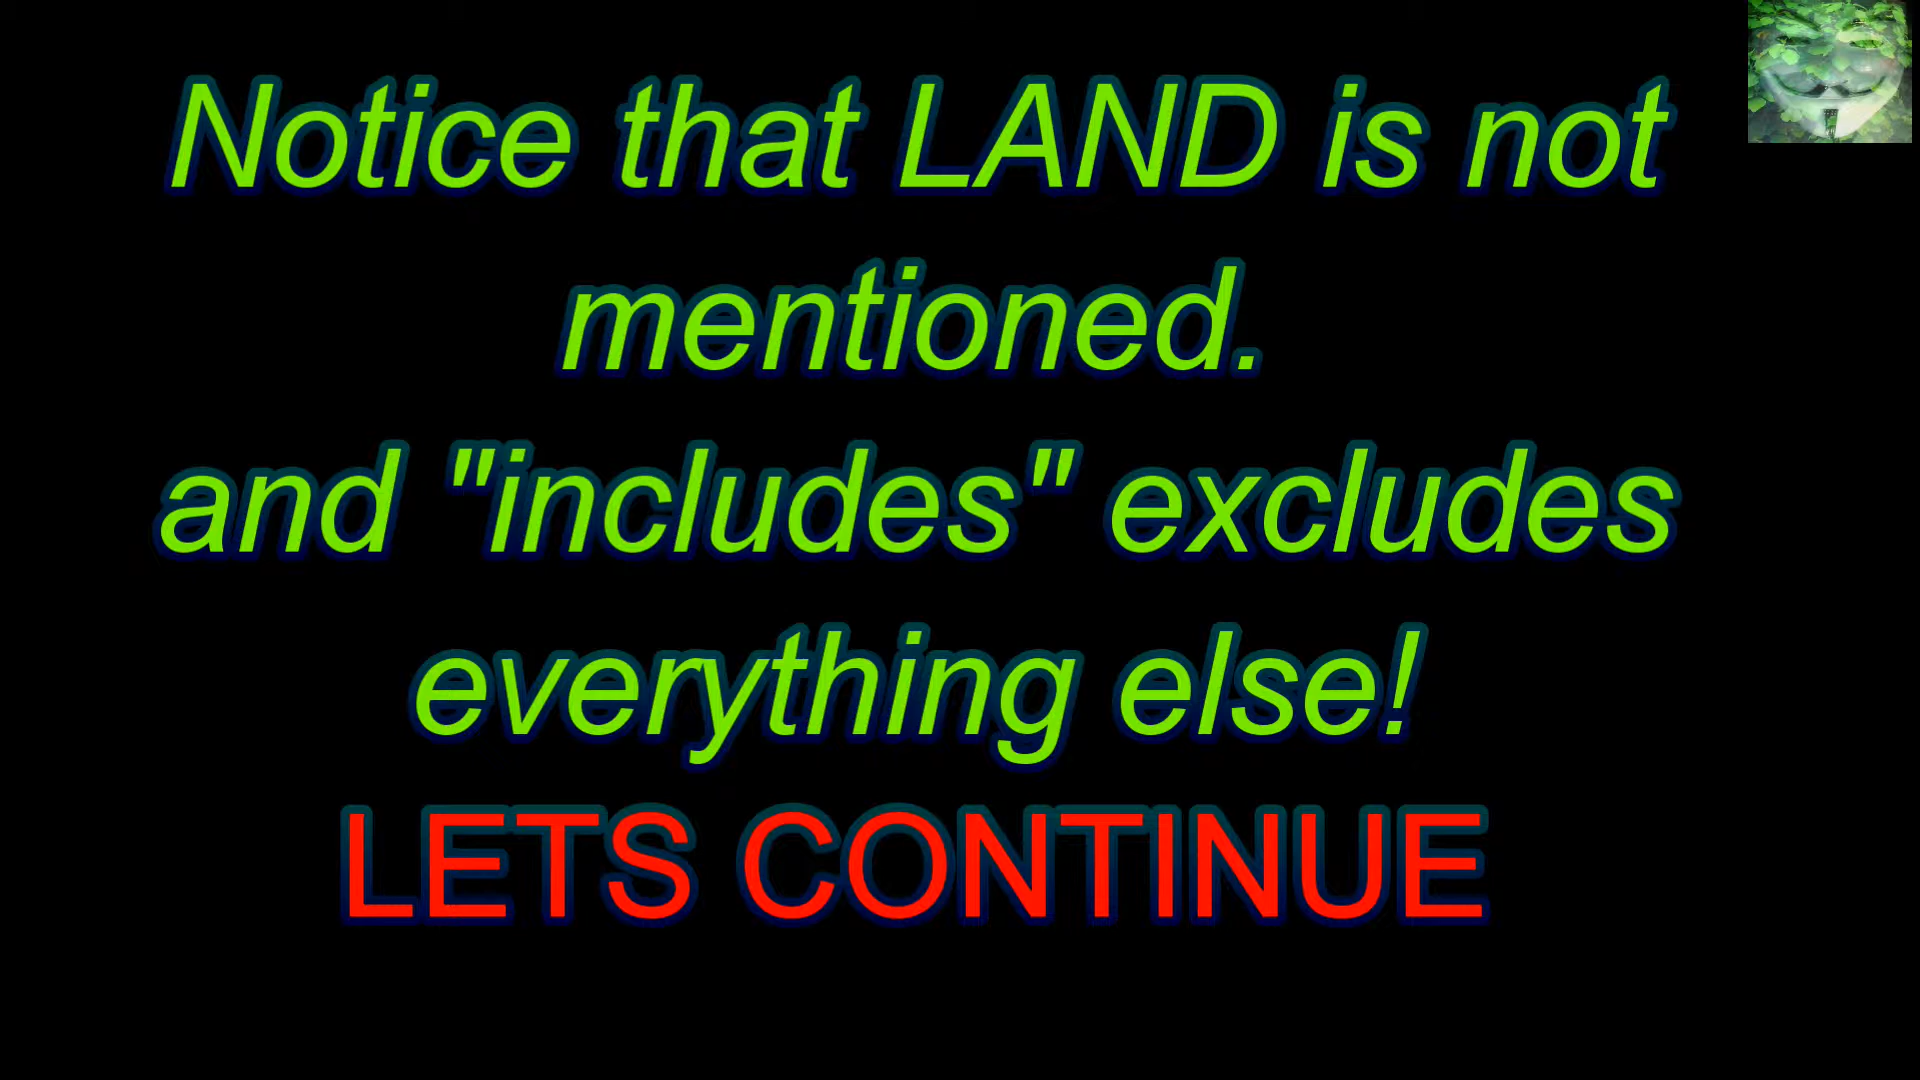 Notice that LAND is not
mentioned.
and "includes" excludes
everything else!
LETS CONTINUE